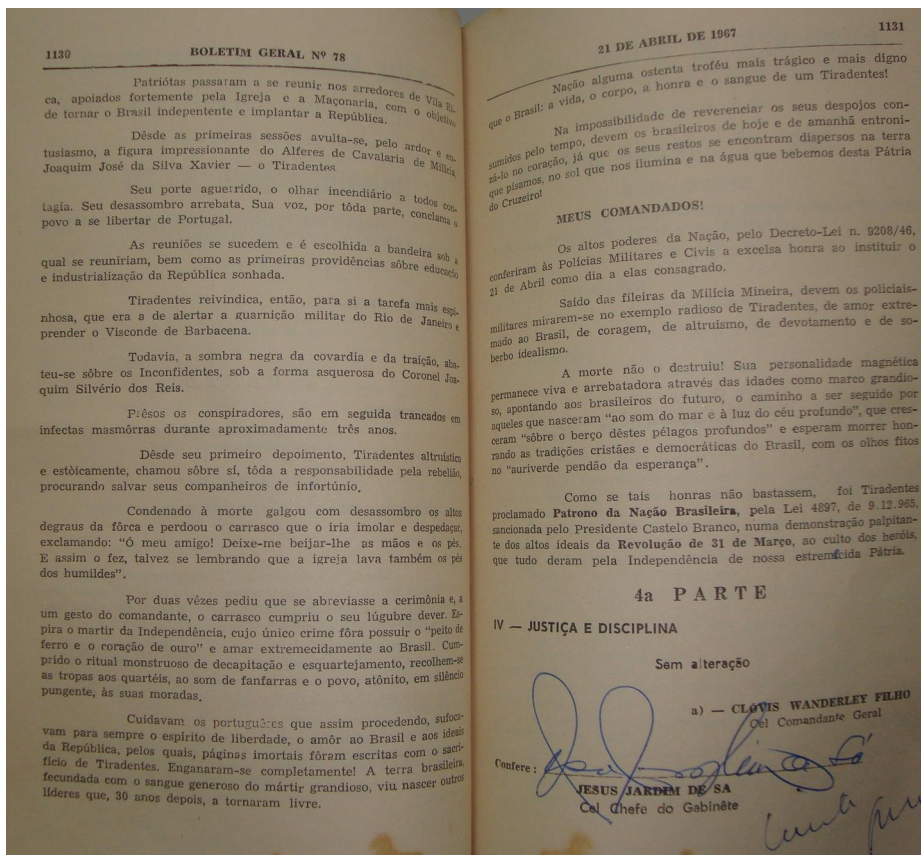 1130
BOLETIM GERAL Nº 78
Patriótas passaram a se reunir nos arredores de Vila Ri-
ca, apoiados fortemente pela Igreja e a Maçonaria, com o objetivo
de tornar o Brasil indepentente e implantar a República.
Dêsde as primeiras sessões avulta-se, pelo ardor e en-
tusiasmo, a figura impressionante do Alferes de Cavalaria de Milícia,
Joaquim José da Silva Xavier — o Tiradentes
Seu porte aguerrido, o olhar incendiário a todos con-
tagia. Seu desassombro arrebata. Sua voz, por tôda parte, conclama o
povo a se libertar de Portugal.
As reuniões se sucedem e é escolhida a bandeira sob a
qual se reuniriam, bem como as primeiras providências sôbre educação
e industrialização da República sonhada.
Tiradentes reivindica, então, para si a tarefa mais espi-
nhosa, que era a de alertar a guarnição militar do Rio de Janeiro e
prender o Visconde de Barbacena.
Todavia, a sombra negra da covardia e da traição, aba-
teu-se sôbre os Inconfidentes, sob a forma asquerosa do Coronel Joa-
quim Silvério dos Reis.
Prêsos os conspiradores, são em seguida trancados em
infectas masmôrras durante aproximadamente três anos.
Dêsde seu primeiro depoimento, Tiradentes altruística
e estòicamente, chamou sôbre sí, tôda a responsabilidade pela rebelião,
procurando salvar seus companheiros de infortúnio.
Condenado à morte galgou com desassombro os altos
degraus da fôrca e perdoou o carrasco que o iria imolar e despedaçar,
exclamando: "Ó meu amigo! Deixe-me beijar-lhe as mãos e os pés.
E assim o fez, talvez se lembrando que a igreja lava também os pés
dos humildes".
Por duas vêzes pediu que se abreviasse a cerimônia e, a
um gesto do comandante, o carrasco cumpriu o seu lúgubre dever. Es-
pira o martir da Independência, cujo único crime fôra possuir o "peito de
ferro e o coração de ouro" e amar extremecidamente ao Brasil. Cum-
prido o ritual monstruoso de decapitação e esquartejamento, recolhem-se
as tropas aos quartéis, ao som de fanfarras e o povo, atônito, em silêncio
pungente, às suas moradas.
Cuidavam os portuguêses que assim procedendo, sufoca-
vam para sempre o espírito de liberdade, o amôr ao Brasil e aos ideais
da República, pelos quais, páginas imortais fôram escritas com o sacri-
fício de Tiradentes. Enganaram-se completamente! A terra brasileira,
fecundada com o sangue generoso do mártir grandioso, viu nascer outros
líderes que, 30 anos depois, a tornaram livre.
21 DE ABRIL DE 1967
1131
Nação alguma ostenta troféu mais trágico e mais digno
que o Brasil: a vida, o corpo, a honra e o sangue de um Tiradentes!
Na impossibilidade de reverenciar os seus despojos con-
sumidos pelo tempo, devem os brasileiros de hoje e de amanhã entroni-
zá-lo no coração, já que os seus restos se encontram dispersos na terra
que pisamos, no sol que nos ilumina e na água que bebemos desta Pátria
do Cruzeiro!
MEUS COMANDADOS!
Os altos poderes da Nação, pelo Decreto-Lei n. 9208/46,
conferiram às Polícias Militares e Civis a excelsa honra ao instituir o
21 de Abril como dia a elas consagrado.
Saído das fileiras da Milícia Mineira, devem os policiais-
militares mirarem-se no exemplo radioso de Tiradentes, de amor extre-
mado ao Brasil, de coragem, de altruismo, de devotamento e de so-
berbo idealismo.
A morte não o destruiu! Sua personalidade magnética
permanece viva e arrebatadora através das idades como marco grandio-
so, apontando aos brasileiros do futuro, o caminho a ser seguido por
aqueles que nasceram "ao som do mar e à luz do céu profundo", que cres-
ceram "sôbre o berço dêstes pélagos profundos" e esperam morrer hon-
rando as tradições cristães e democráticas do Brasil, com os olhos fitos
no "auriverde pendão da esperança".
Como se tais honras não bastassem, foi Tiradentes
proclamado Patrono da Nação Brasileira, pela Lei 4897, de 9.12.965,
sancionada pelo Presidente Castelo Branco, numa demonstração palpitan-
te dos altos ideais da Revolução de 31 de Março, ao culto dos heróis,
que tudo deram pela Independência de nossa estremecida Pátria.
4a PARTE
IV — JUSTIÇA E DISCIPLINA
Sem alteração
a) — CLOVIS WANDERLEY FILHO
Cel Comandante Geral
Confere:
JESUS JARDIM DE SA
Cel Chefe do Gabinête